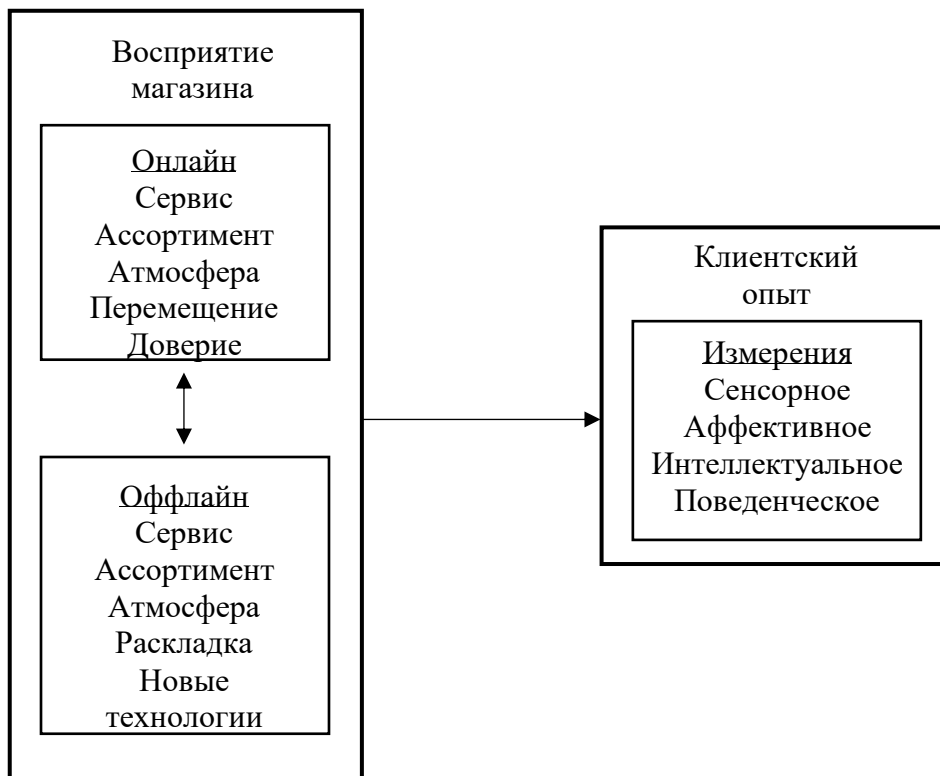 Восприятие
магазина
Онлайн
Сервис
Ассортимент
Атмосфера
Перемещение
Доверие
Оффлайн
Сервис
Ассортимент
Атмосфера
Раскладка
Новые
технологии
Клиентский
опыт
Измерения
Сенсорное
Аффективное
Интеллектуальное
Поведенческое